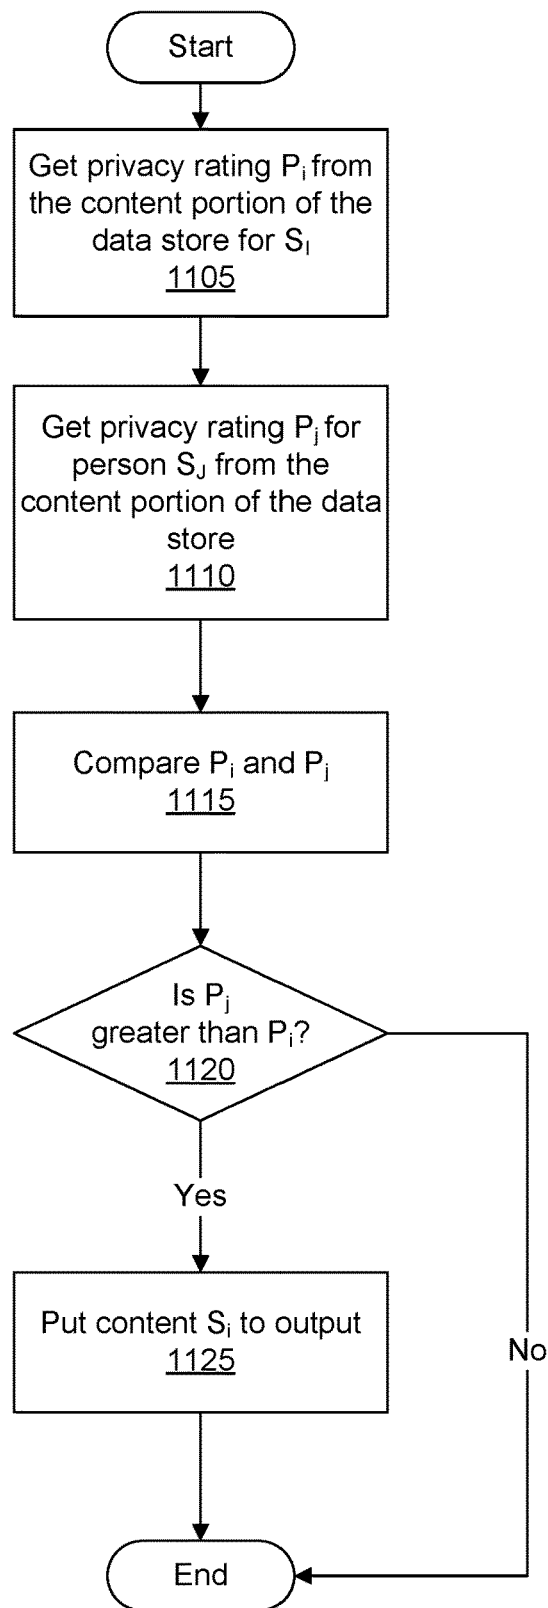 Start
Get privacy rating Pi from
the content portion of the
data store for SI
1105
Get privacy rating Pj for
person SJ from the
content portion of the data
store
1110
Compare Pi and Pj
1115
Is Pj
greater than Pi?
1120
Yes
Put content Si to output
1125
No
End